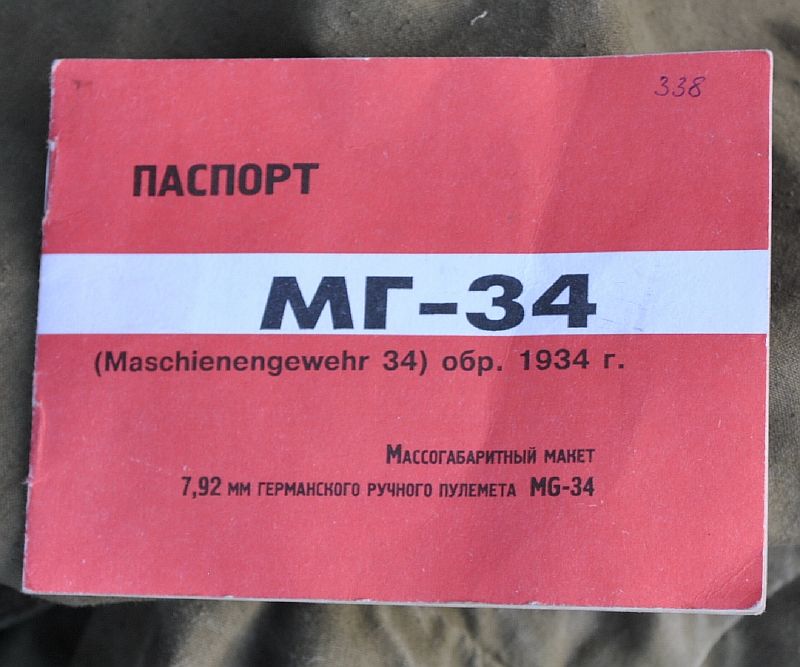 338
ПАСПОРТ
МГ-34
(Maschienengewehr 34) обр. 1934 г.
Массогабаритный макет
7,92 мм германского ручного пулемета MG-34